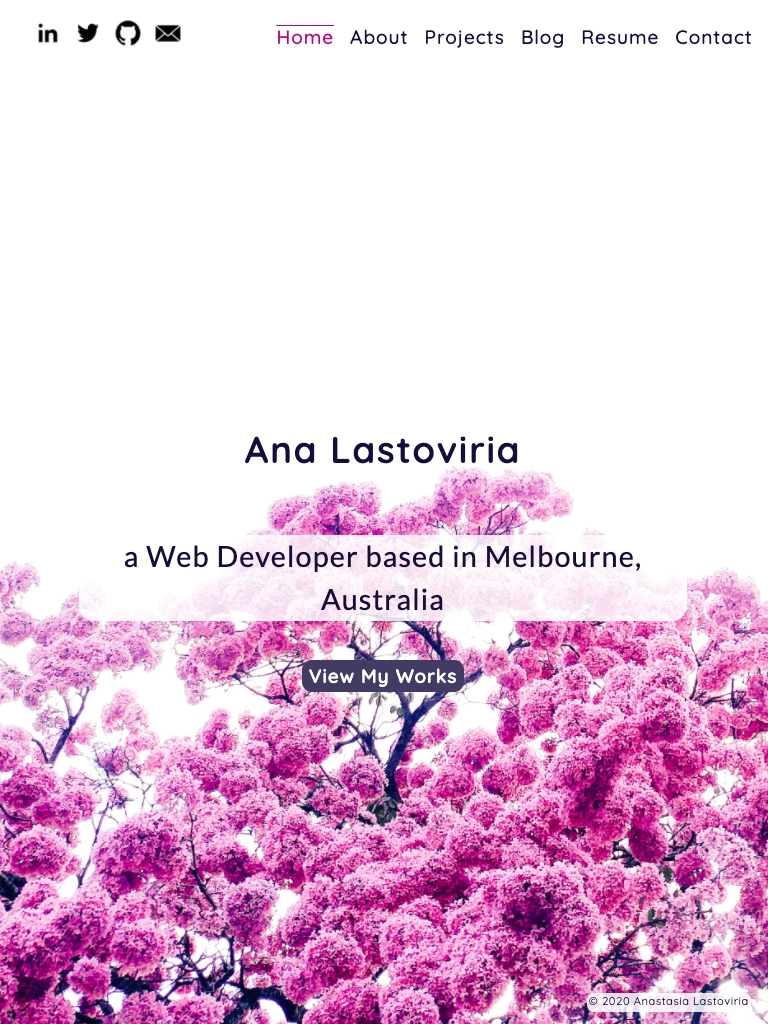 in
Home About Projects Blog Resume Contact
Ana Lastoviria
a Web Developer based in Melbourne,
Australia
View My Works
© 2020 Anastasia Lastoviria